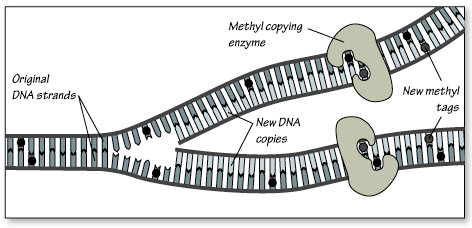 Methyl copying
enzyme
Original
DNA strands
New DNA
copies
New methyl
tags